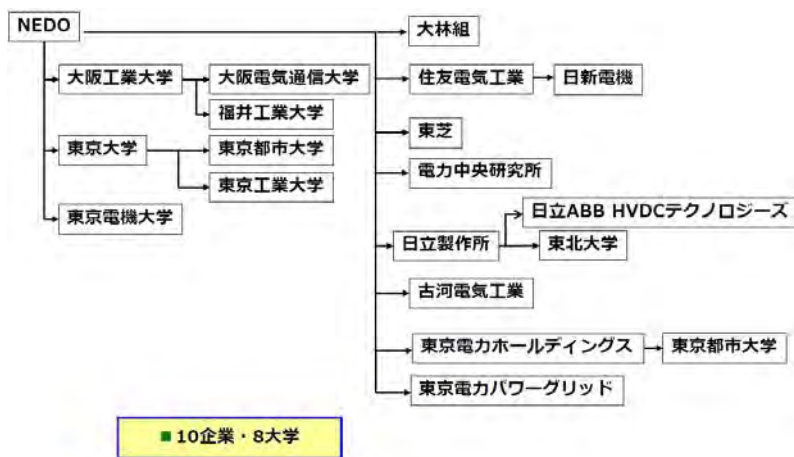 NEDO
大阪工業大学
大阪電気通信大学
福井工業大学
東京大学
東京都市大学
東京工業大学
東京電機大学
大林組
住友電気工業
日新電機
東芝
電力中央研究所
日立製作所
日立ABB HVDCテクノロジーズ
東北大学
古河電気工業
東京電力ホールディングス
東京都市大学
東京電力パワーグリッド
■ 10企業・8大学